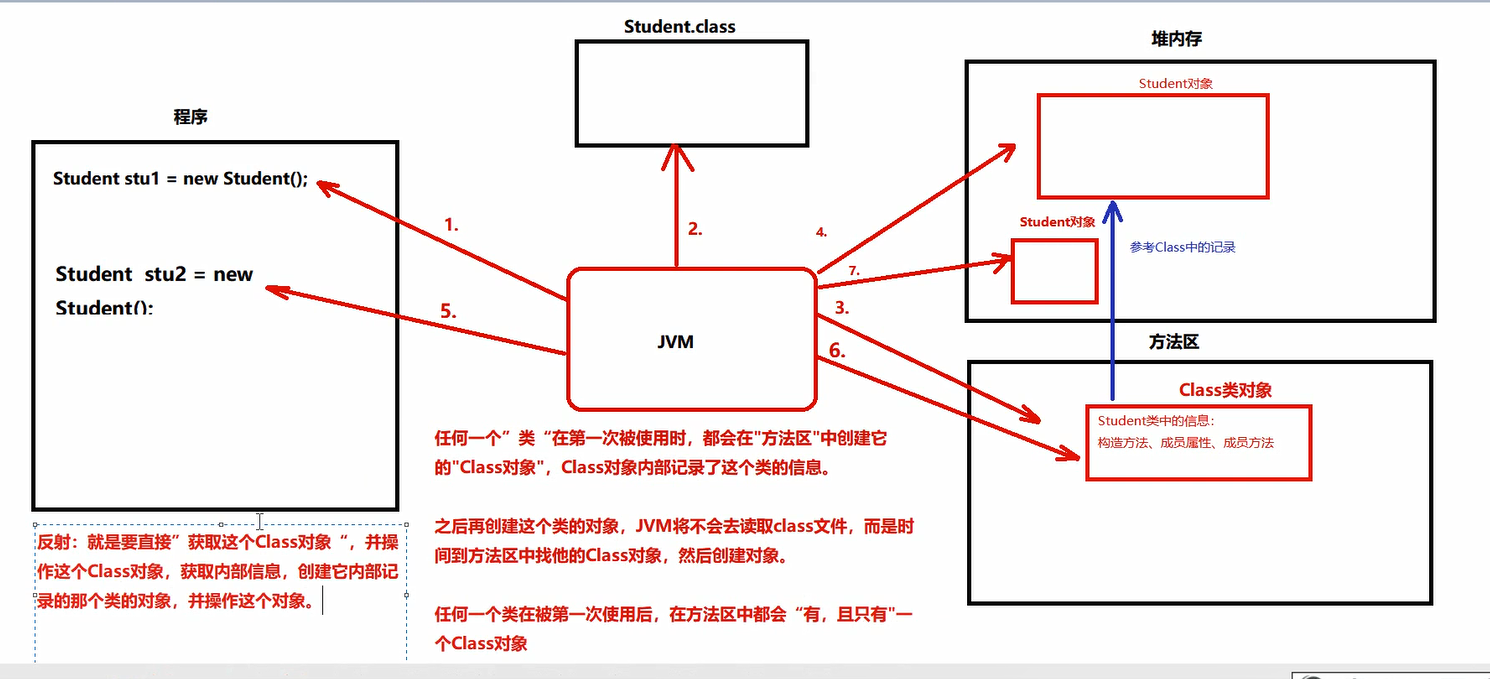 Student.class
堆内存
程序
Student对象
Student stu1 = new Student();
1.
2.
4.
Student对象
参考Class中的记录
7.
Student stu2 = new
Student();
5.
3.
6.
JVM
方法区
Class类对象
Student类中的信息:
构造方法、成员属性、成员方法
任何一个”类“在第一次被使用时，都会在"方法区"中创建它
的"Class对象"，Class对象内部记录了这个类的信息。
之后再创建这个类的对象，JVM将不会去读取class文件，而是时
间到方法区中找他的Class对象，然后创建对象。
任何一个类在被第一次使用后，在方法区中都会“有，且只有"一
个Class对象
反射：就是要直接”获取这个Class对象“，并操
作这个Class对象，获取内部信息，创建它内部记
录的那个类的对象，并操作这个对象。